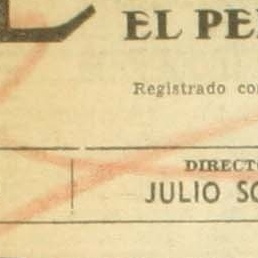 EL PE
Registrado co
DIRECT
JULIO SO